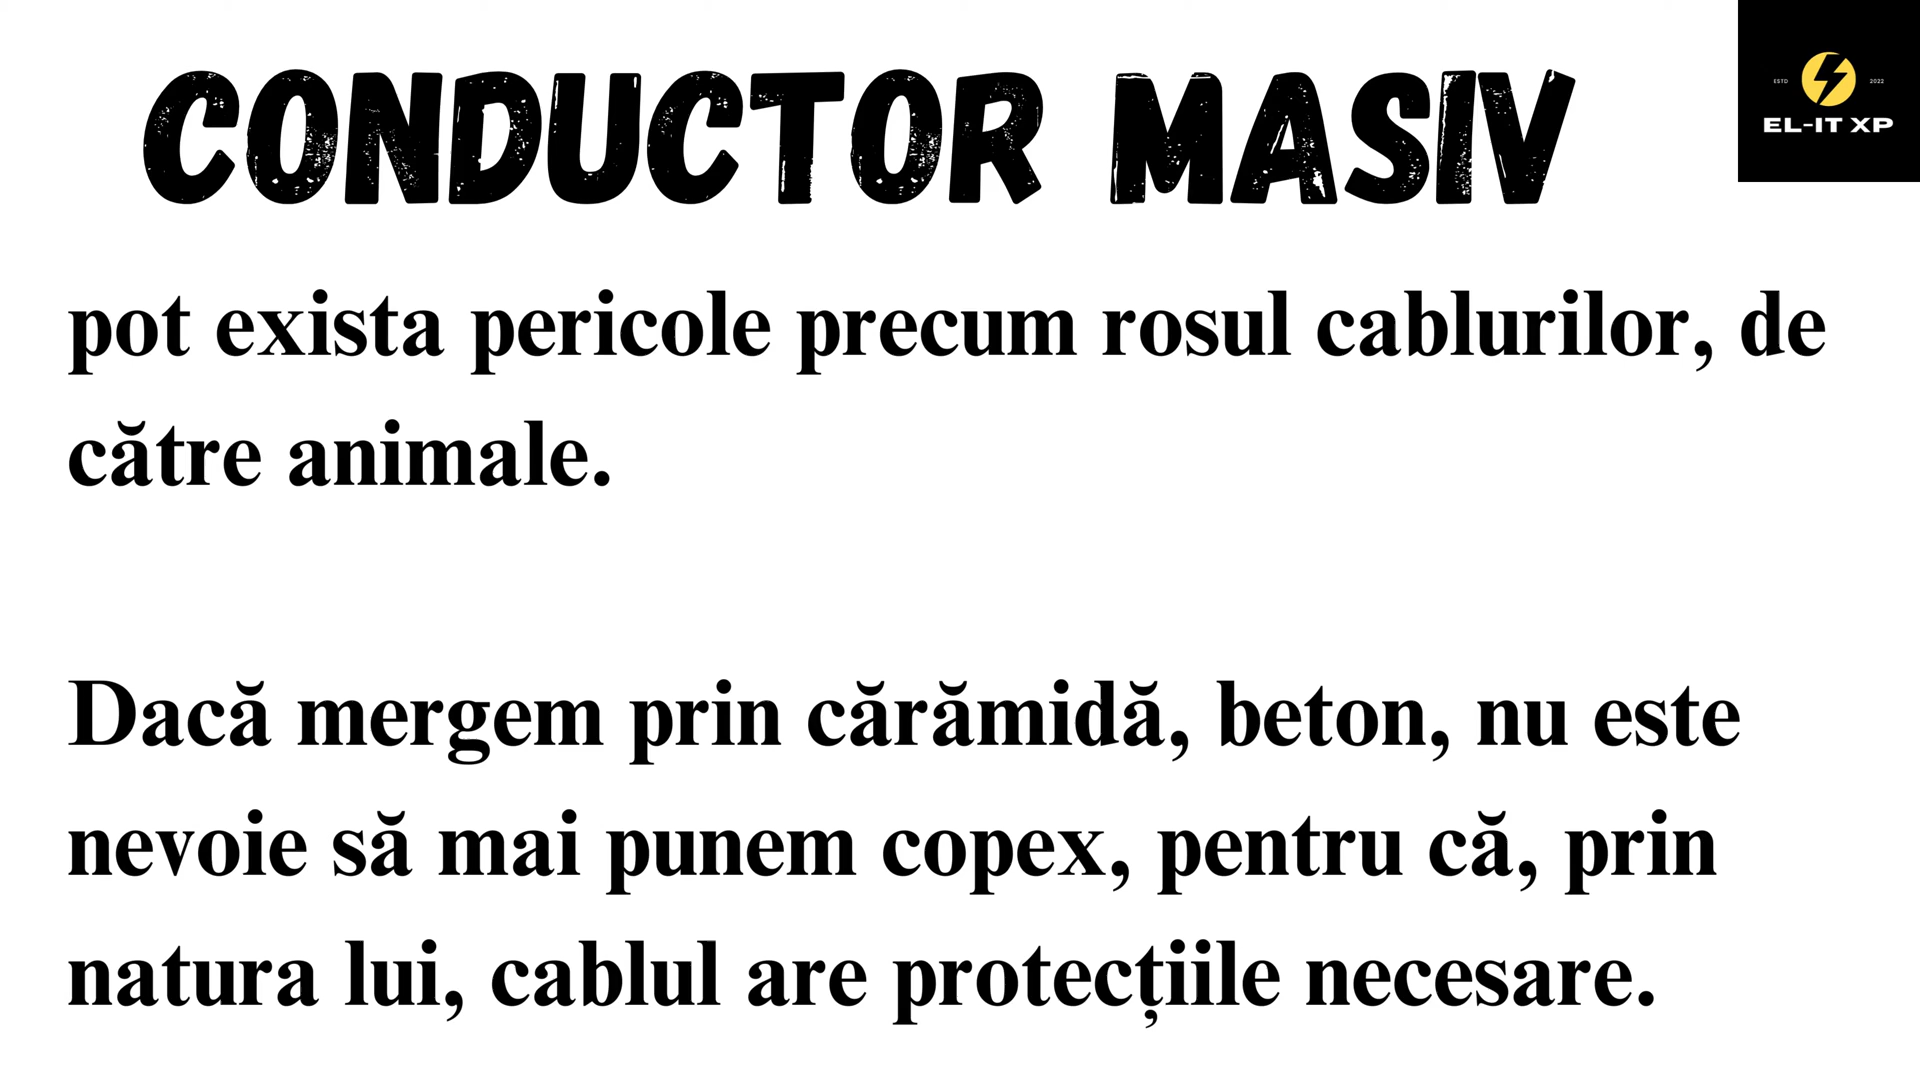 CONDUCTOR MASIV
ESTD 2022
EL-IT XP
pot exista pericole precum rosul cablurilor, de
către animale.
Dacă mergem prin cărămidă, beton, nu este
nevoie să mai punem copex, pentru că, prin
natura lui, cablul are protecțiile necesare.